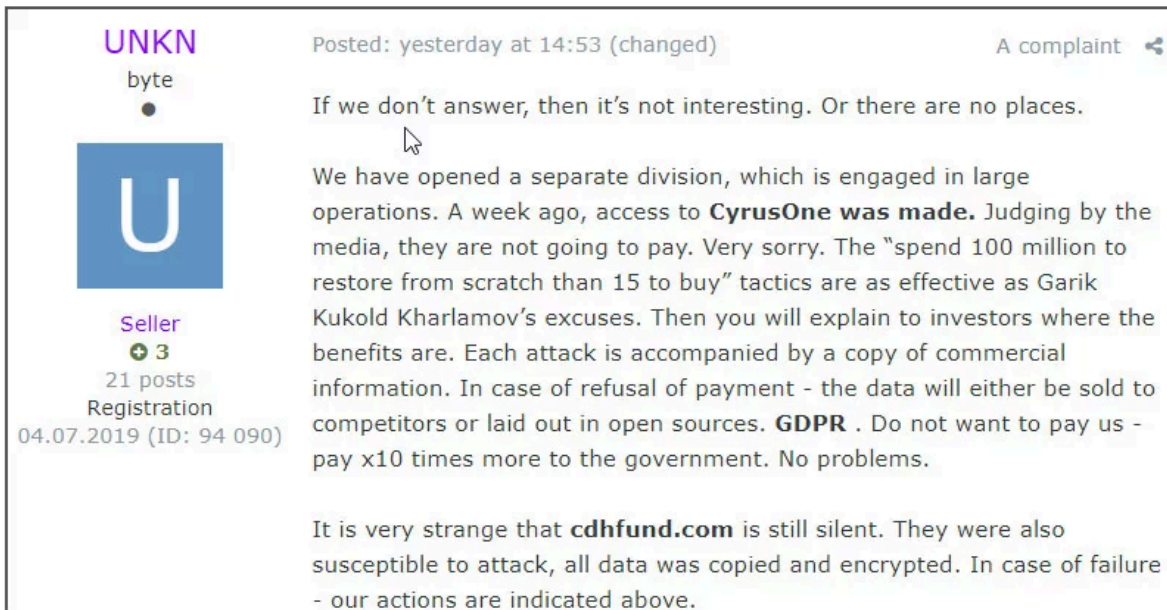 UNKN
byte
U
Seller
3
21 posts
Registration
04.07.2019 (ID: 94 090)
Posted: yesterday at 14:53 (changed)
A complaint
If we don’t answer, then it’s not interesting. Or there are no places.
We have opened a separate division, which is engaged in large
operations. A week ago, access to CyrusOne was made. Judging by the
media, they are not going to pay. Very sorry. The “spend 100 million to
restore from scratch than 15 to buy” tactics are as effective as Garik
Kukold Kharlamov’s excuses. Then you will explain to investors where the
benefits are. Each attack is accompanied by a copy of commercial
information. In case of refusal of payment - the data will either be sold to
competitors or laid out in open sources. GDPR . Do not want to pay us -
pay x10 times more to the government. No problems.
It is very strange that cdhfund.com is still silent. They were also
susceptible to attack, all data was copied and encrypted. In case of failure
- our actions are indicated above.